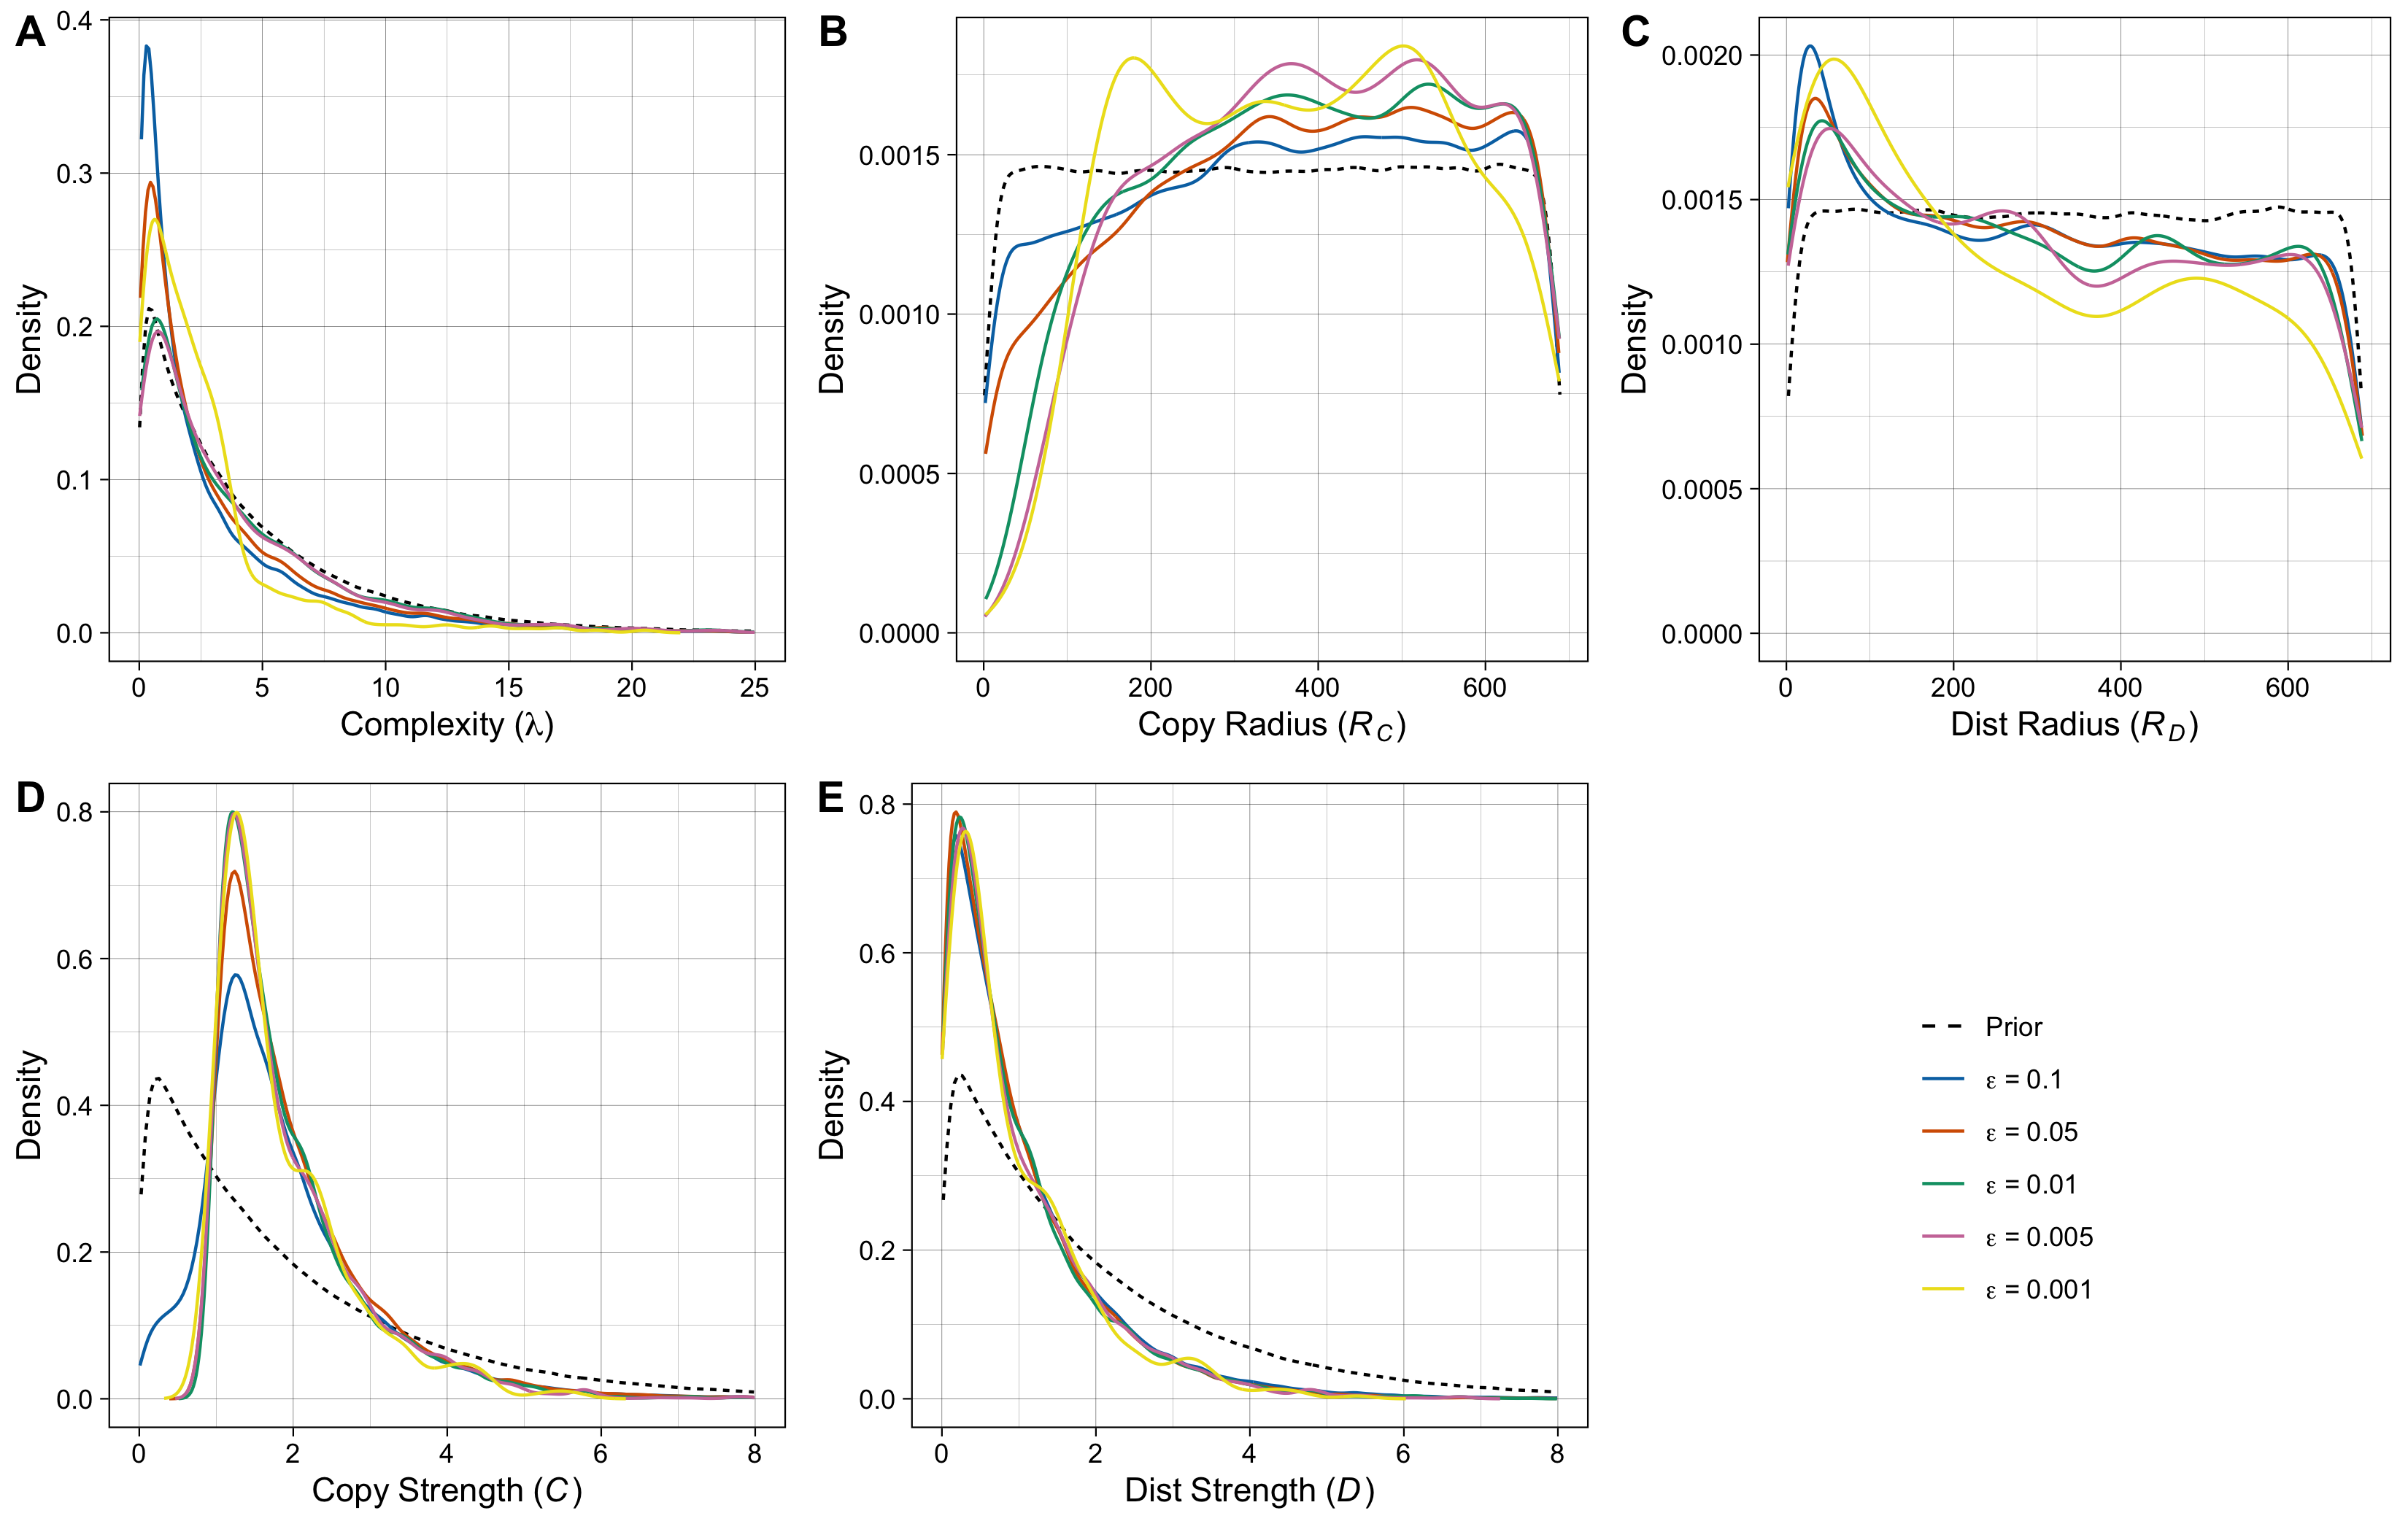 A
Density
0.4
0.3
0.2
0.1
0.0
0 5 10 15 20 25
Complexity (λ)
B
Density
0.0015
0.0010
0.0005
0.0000
0 200 400 600
Copy Radius (R C)
C
Density
0.0020
0.0015
0.0010
0.0005
0.0000
0 200 400 600
Dist Radius (R D)
D
Density
0.8
0.6
0.4
0.2
0.0
0 2 4 6 8
Copy Strength (C)
E
Density
0.8
0.6
0.4
0.2
0.0
0 2 4 6 8
Dist Strength (D)
Prior
ε = 0.1
ε = 0.05
ε = 0.01
ε = 0.005
ε = 0.001